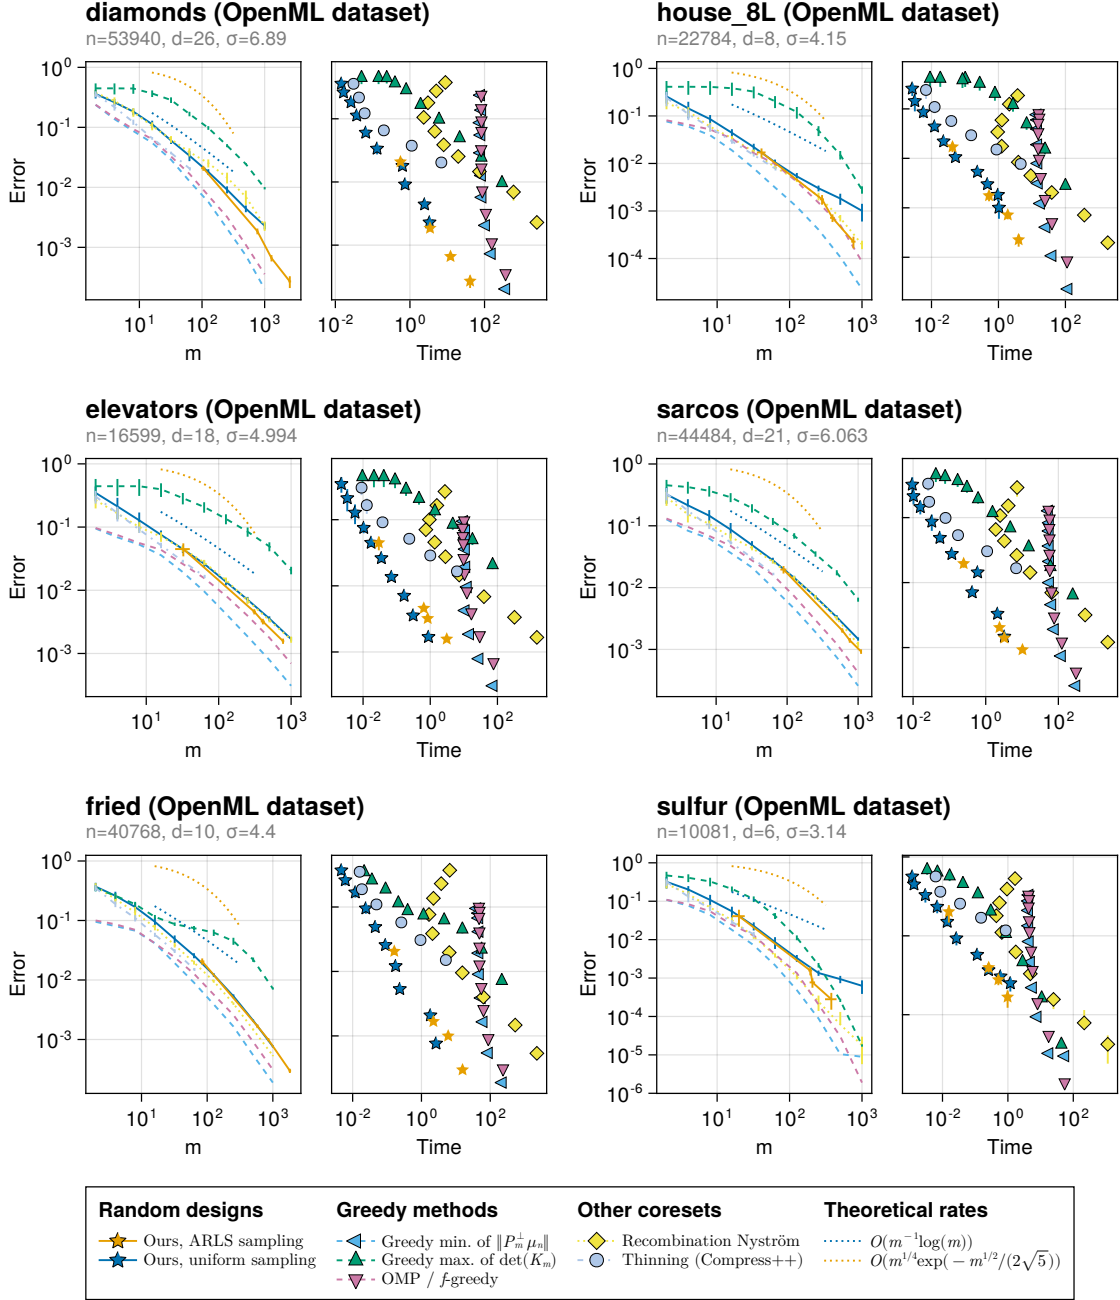 diamonds (OpenML dataset)
n=53940, d=26, σ=6.89
10⁰
10⁻¹
10⁻²
10⁻³
Error
10¹
10²
10³
m
10⁻²
10⁰
10²
Time
house_8L (OpenML dataset)
n=22784, d=8, σ=4.15
10⁰
10⁻¹
10⁻²
10⁻³
10⁻⁴
Error
10¹
10²
10³
m
10⁻²
10⁰
10²
Time
elevators (OpenML dataset)
n=16599, d=18, σ=4.994
10⁰
10⁻¹
10⁻²
10⁻³
Error
10¹
10²
10³
m
10⁻²
10⁰
10²
Time
sarcos (OpenML dataset)
n=44484, d=21, σ=6.063
10⁰
10⁻¹
10⁻²
10⁻³
Error
10¹
10²
10³
m
10⁻²
10⁰
10²
Time
fried (OpenML dataset)
n=40768, d=10, σ=4.4
10⁰
10⁻¹
10⁻²
10⁻³
Error
10¹
10²
10³
m
10⁻²
10⁰
10²
Time
sulfur (OpenML dataset)
n=10081, d=6, σ=3.14
10⁰
10⁻¹
10⁻²
10⁻³
10⁻⁴
10⁻⁵
10⁻⁶
Error
10¹
10²
10³
m
10⁻²
10⁰
10²
Time
Random designs
Ours, ARLS sampling
Ours, uniform sampling
Greedy methods
Greedy min. of ‖P_m^⊥ μ_n‖
Greedy max. of det(K_m)
OMP / f-greedy
Other coresets
Recombination Nyström
Thinning (Compress++)
Theoretical rates
O(m⁻¹log(m))
O(m^{1/4}exp(−m^{1/2}/(2√5)))